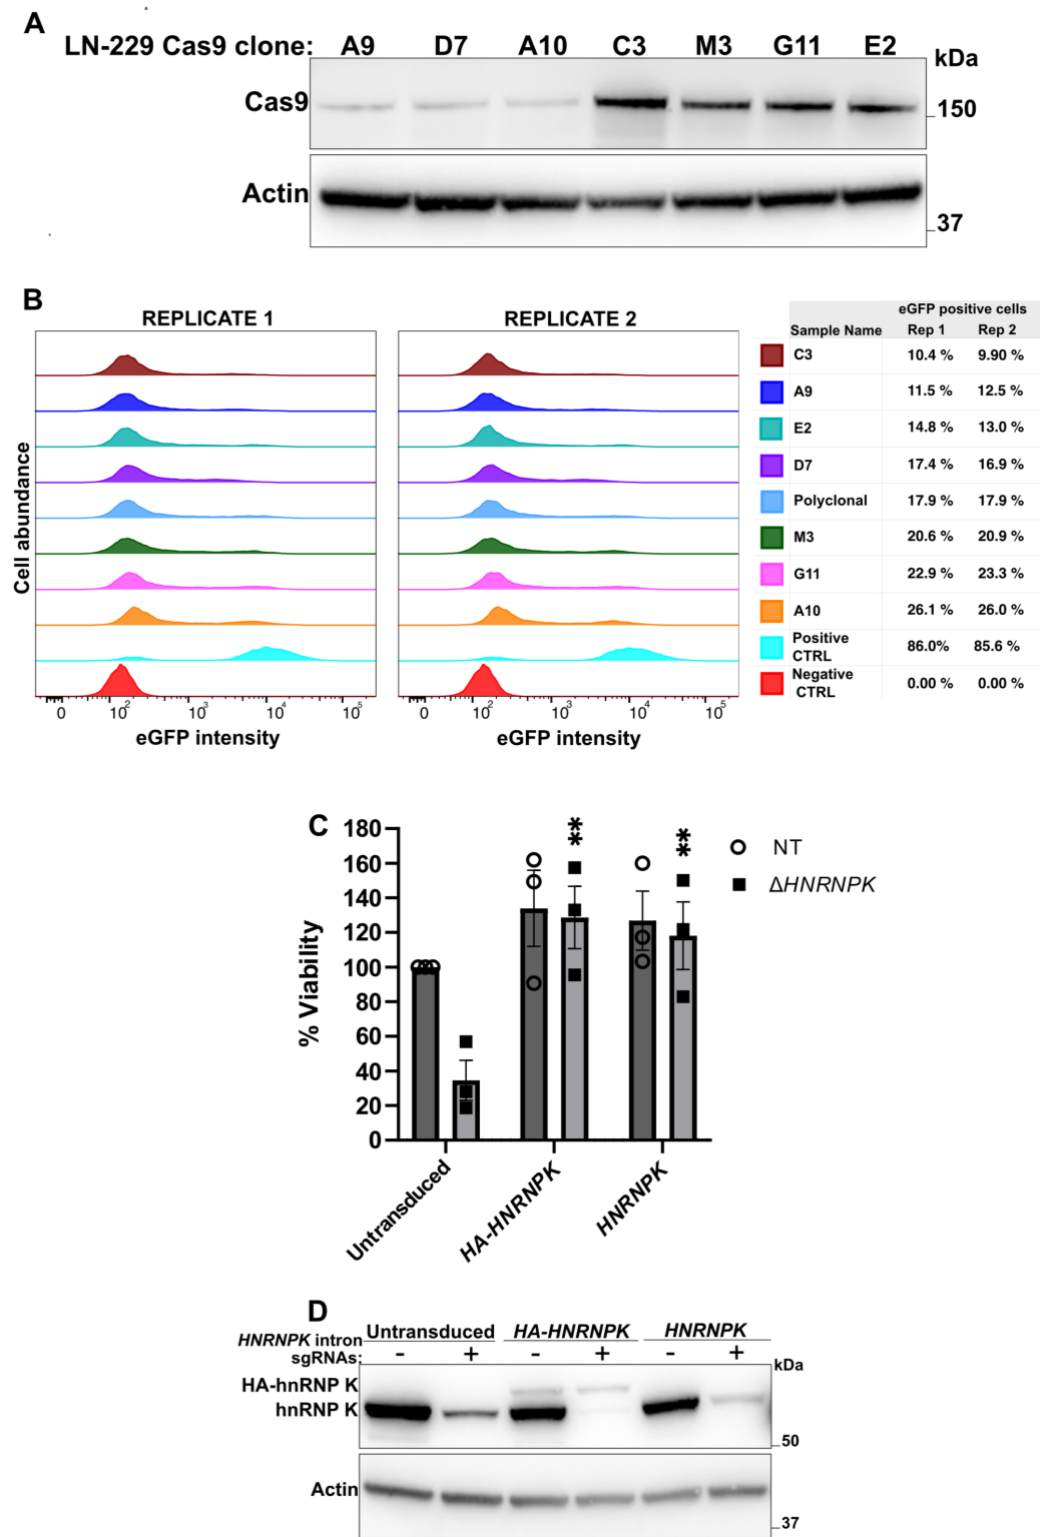 A
LN-229 Cas9 clone: A9 D7 A10 C3 M3 G11 E2
kDa
Cas9
150
Actin
37
B
REPLICATE 1
REPLICATE 2
Cell abundance
0 10² 10³ 10⁴ 10⁵
eGFP intensity
0 10² 10³ 10⁴ 10⁵
eGFP intensity
eGFP positive cells
Sample Name Rep 1 Rep 2
C3 10.4 % 9.90 %
A9 11.5 % 12.5 %
E2 14.8 % 13.0 %
D7 17.4 % 16.9 %
Polyclonal 17.9 % 17.9 %
M3 20.6 % 20.9 %
G11 22.9 % 23.3 %
A10 26.1 % 26.0 %
Positive
CTRL 86.0% 85.6 %
Negative
CTRL 0.00 % 0.00 %
C
% Viability
180
160
140
120
100
80
60
40
20
0
**
**
NT
ΔHNRNPK
Untransduced
HA-HNRNPK
HNRNPK
D
Untransduced HA-HNRNPK HNRNPK
HNRNPK intron
sgRNAs: - + - + - +
kDa
HA-hnRNP K
hnRNP K
50
Actin
37